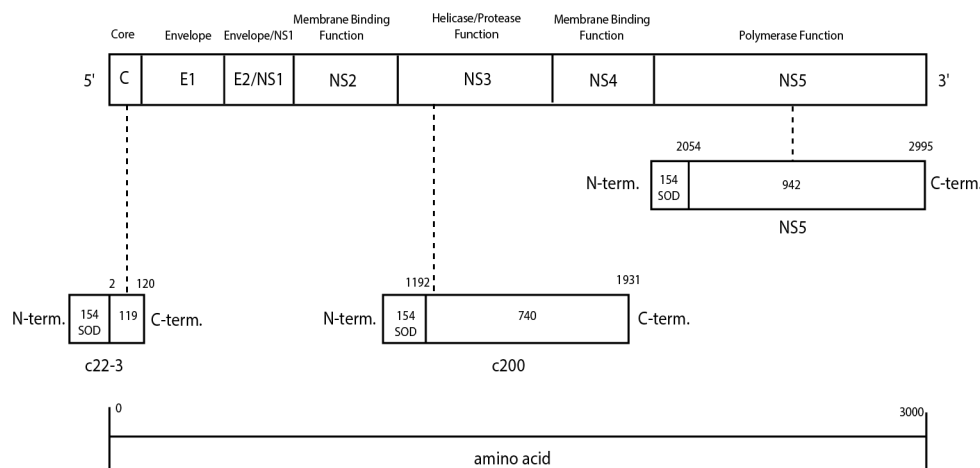 Core Envelope Envelope/NS1 Membrane Binding Function Helicase/Protease Function Membrane Binding Function Polymerase Function
5' C E1 E2/NS1 NS2 NS3 NS4 NS5 3'
2054 2995
N-term. 154 SOD 942 C-term.
NS5
2 120 1192 1931
N-term. 154 SOD 119 C-term. N-term. 154 SOD 740 C-term.
c22-3 c200
0 3000
amino acid